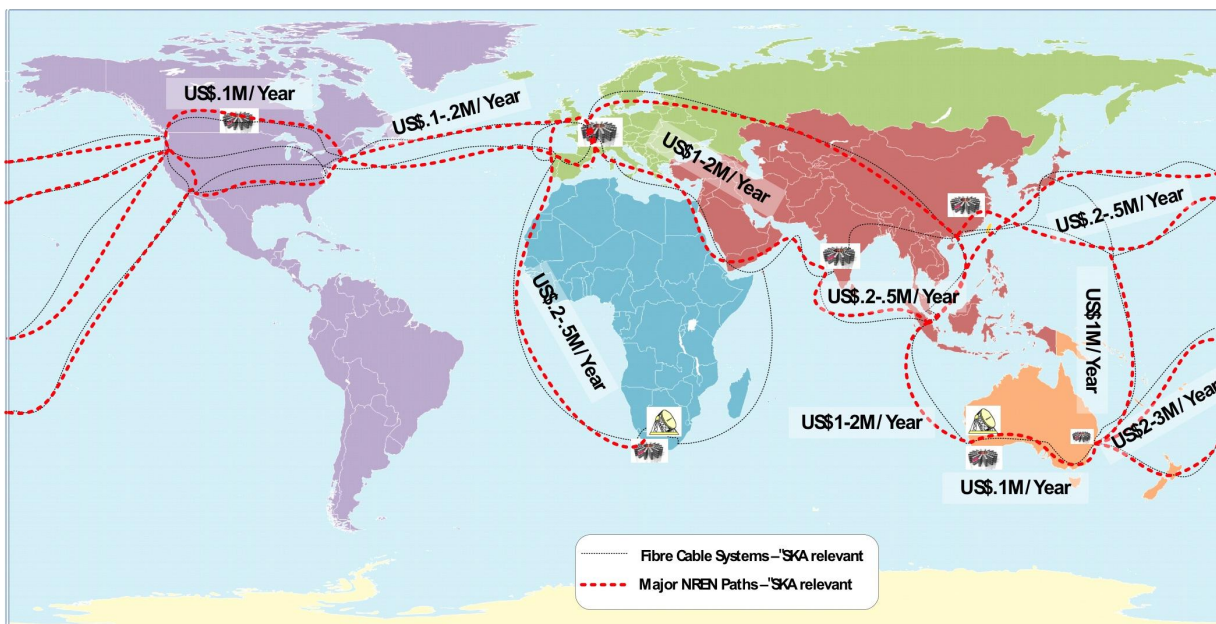 US$.1M/ Year
US$.1-.2M/ Year
US$1-2M/ Year
US$.2-.5M/ Year
US$.2-.5M/ Year
US$.2-.5M/ Year
US$1M/ Year
US$1-2M/ Year
US$2-3M/ Year
US$.1M/ Year
Fibre Cable Systems–"SKA relevant
Major NREN Paths–"SKA relevant